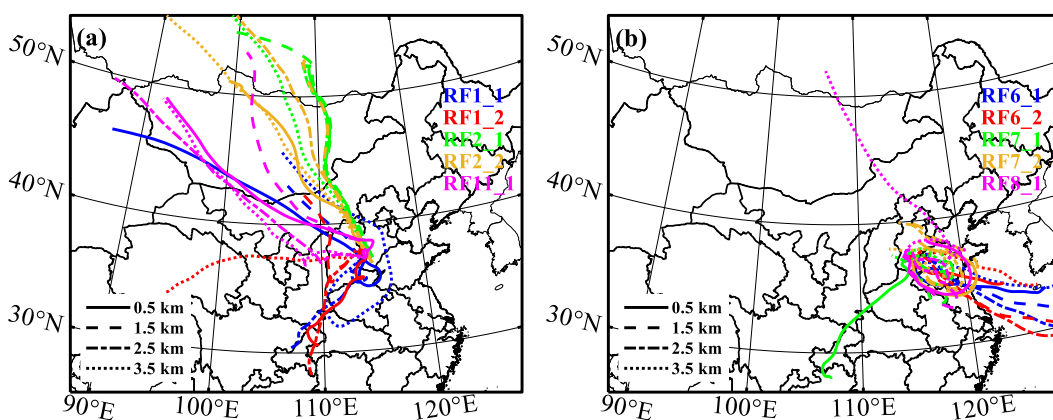 (a)
50°N
40°N
30°N
90°E
100°E
110°E
120°E
RF1_1
RF1_2
RF2_1
RF2_2
RF11_1
0.5 km
1.5 km
2.5 km
3.5 km
(b)
50°N
40°N
30°N
90°E
100°E
110°E
120°E
RF6_1
RF6_2
RF7_1
RF7_2
RF8_1
0.5 km
1.5 km
2.5 km
3.5 km